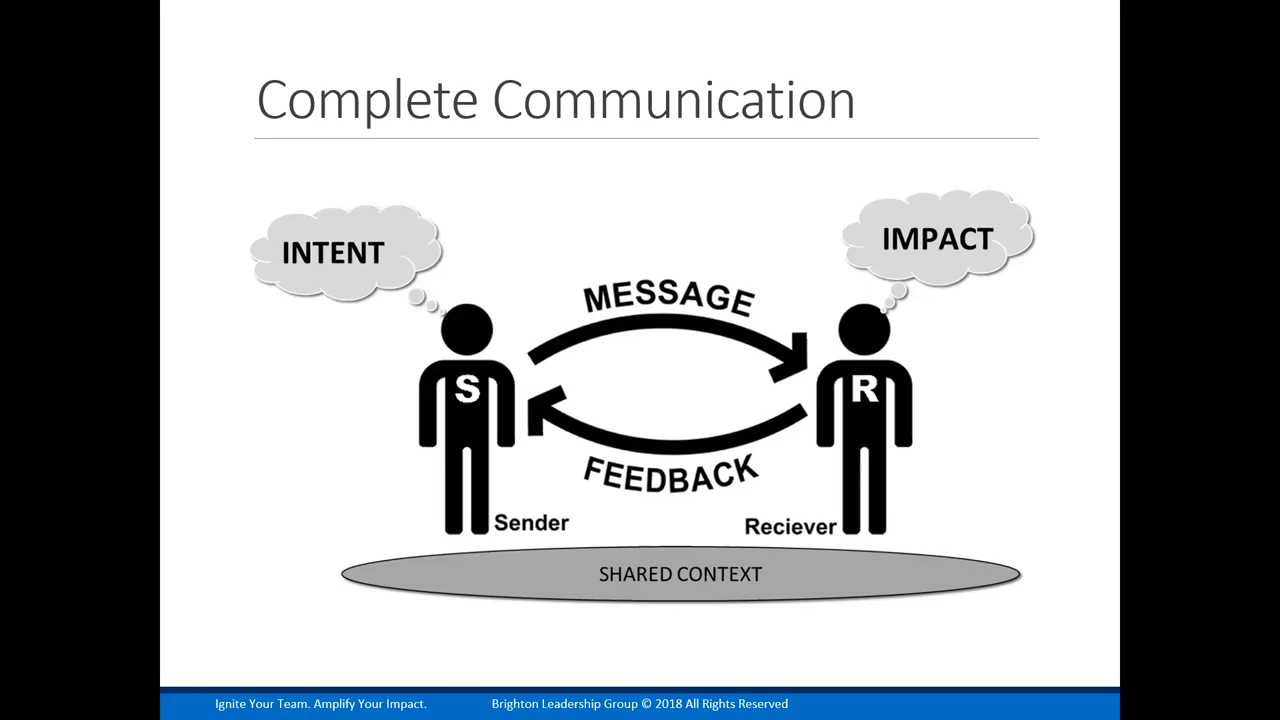 Complete Communication
INTENT
IMPACT
MESSAGE
S
R
FEEDBACK
Sender
Reciever
SHARED CONTEXT
Ignite Your Team. Amplify Your Impact.
Brighton Leadership Group © 2018 All Rights Reserved